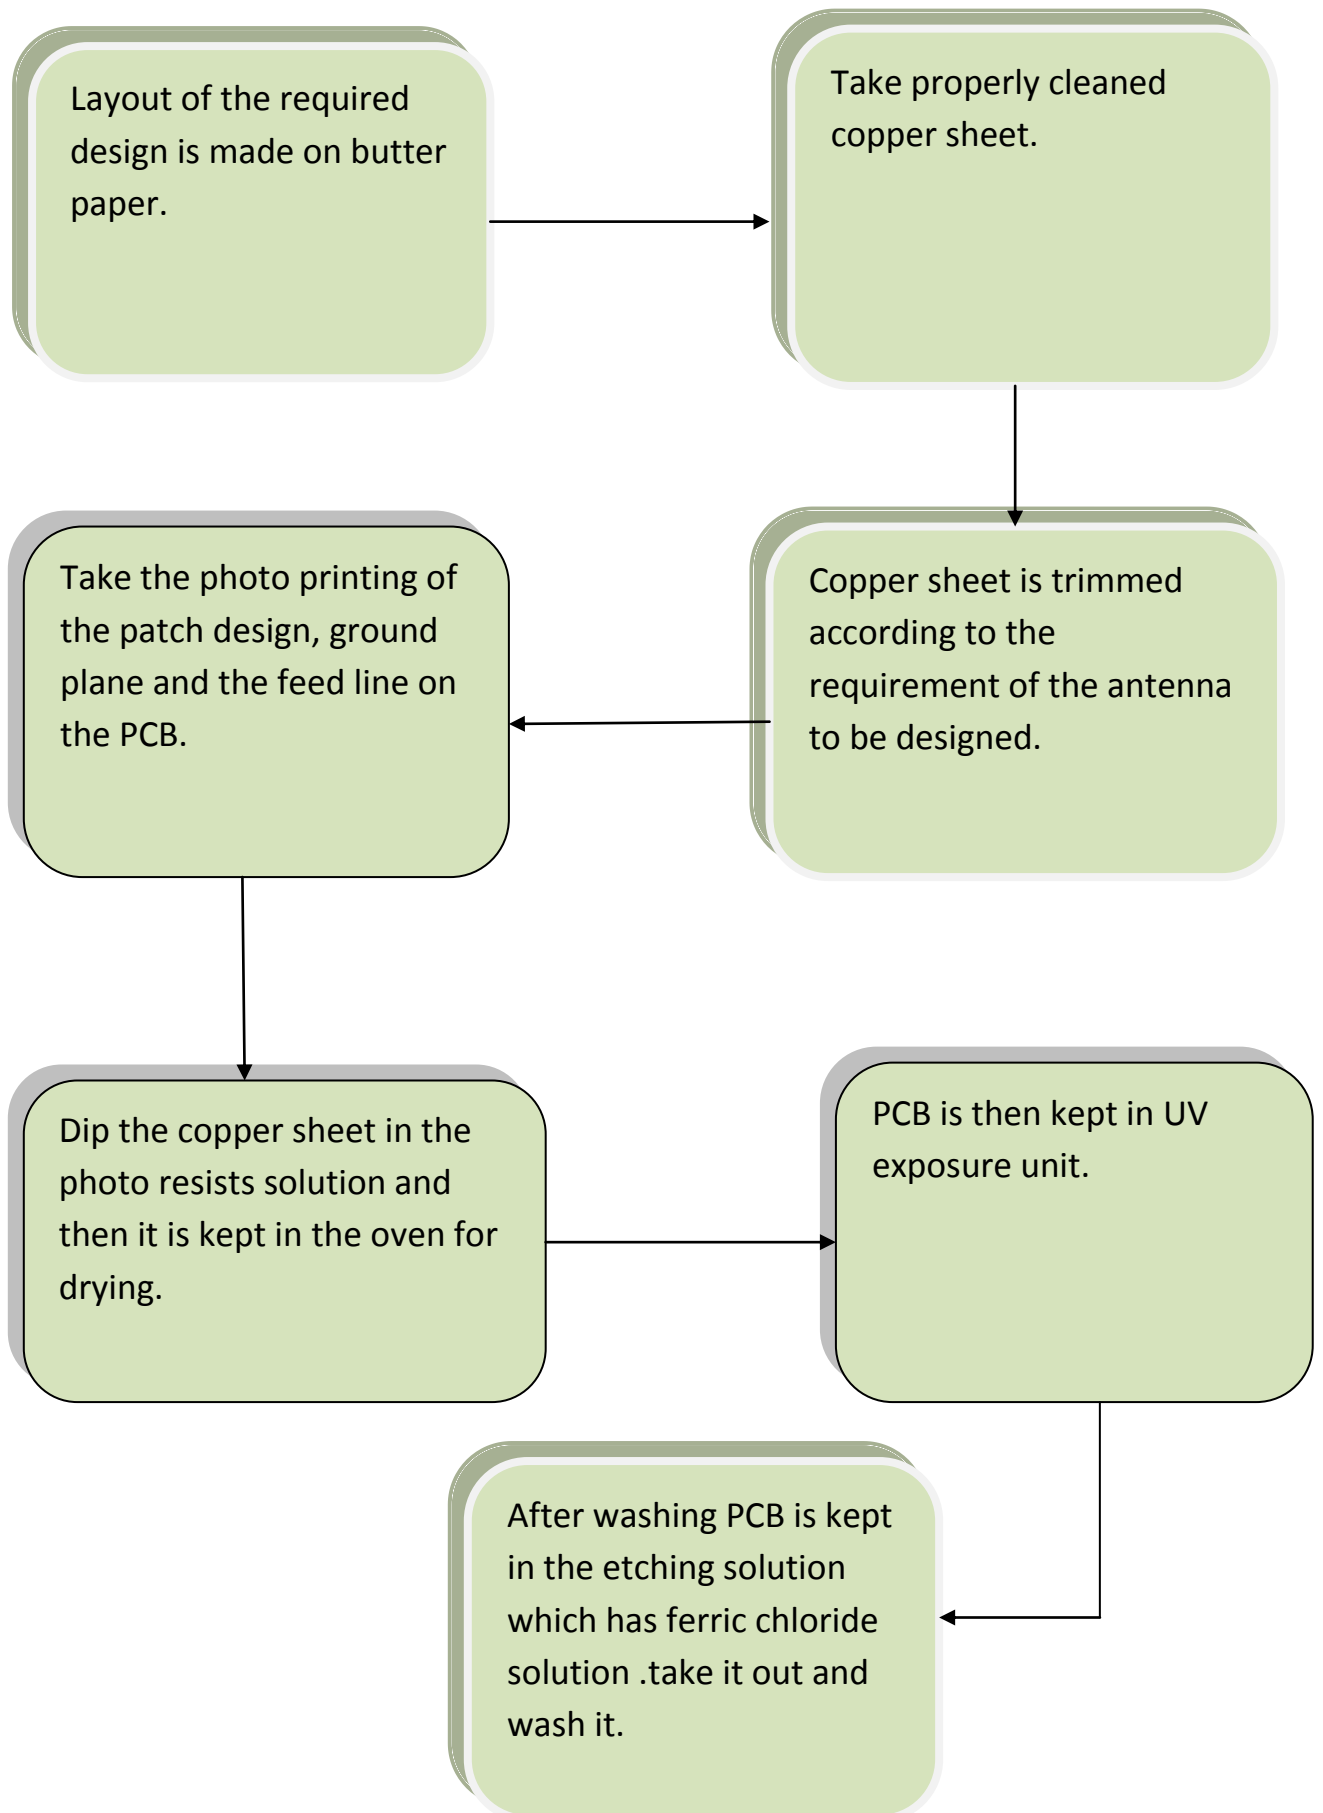 Layout of the required
design is made on butter
paper.
Take properly cleaned
copper sheet.
Copper sheet is trimmed
according to the
requirement of the antenna
to be designed.
Take the photo printing of
the patch design, ground
plane and the feed line on
the PCB.
Dip the copper sheet in the
photo resists solution and
then it is kept in the oven for
drying.
PCB is then kept in UV
exposure unit.
After washing PCB is kept
in the etching solution
which has ferric chloride
solution .take it out and
wash it.